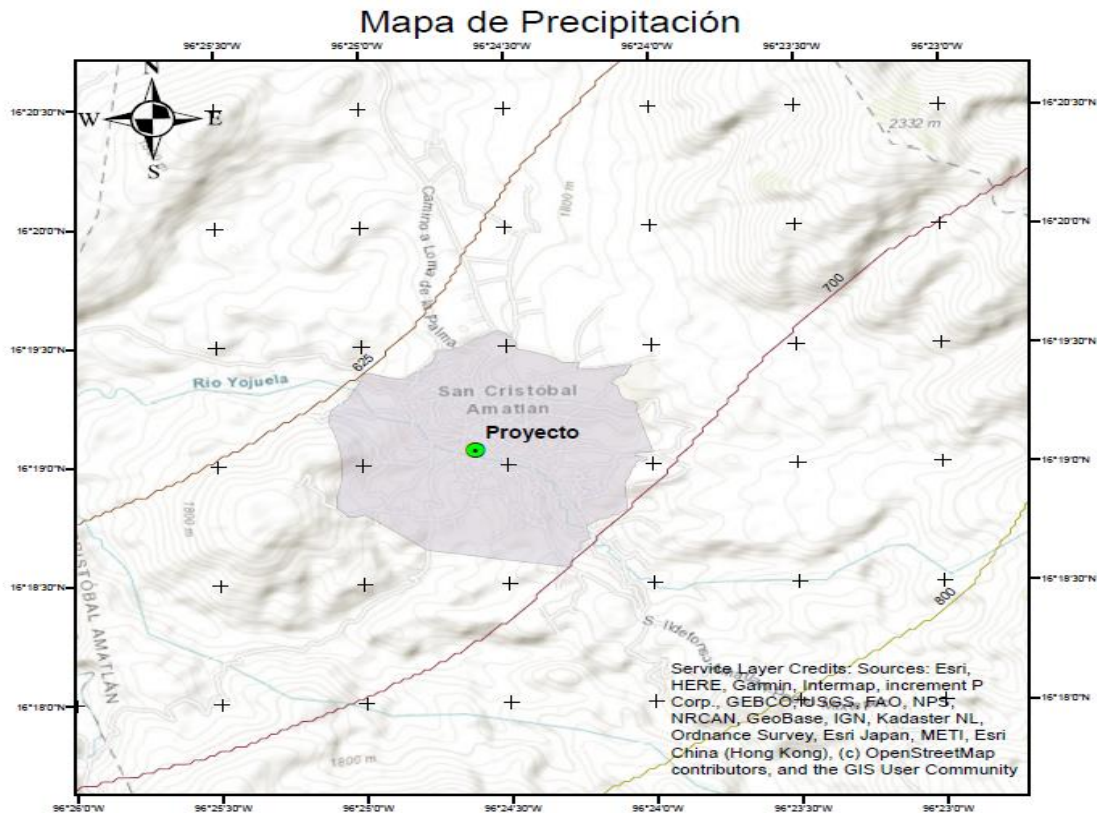 Mapa de Precipitación
96°25'30"W 96°25'0"W 96°24'30"W 96°24'0"W 96°23'30"W 96°23'0"W
N
W E
S
16°20'30"N 16°20'30"N
2332 m
1800 m
Camino a Loma de la Palma
16°20'0"N 16°20'0"N
700
16°19'30"N 16°19'30"N
625
Rio Yojuela
San Cristóbal
Amatlán
Proyecto
16°19'0"N 16°19'0"N
1800 m
16°18'30"N 16°18'30"N
800
RISTÓBAL AMATLÁN
Service Layer Credits: Sources: Esri,
HERE, Garmin, Intermap, increment P
Corp., GEBCO, USGS, FAO, NPS,
NRCAN, GeoBase, IGN, Kadaster NL,
Ordnance Survey, Esri Japan, METI, Esri
China (Hong Kong), (c) OpenStreetMap
contributors, and the GIS User Community
16°18'0"N 16°18'0"N
1800 m
96°26'0"W 96°25'30"W 96°25'0"W 96°24'30"W 96°24'0"W 96°23'30"W 96°23'0"W